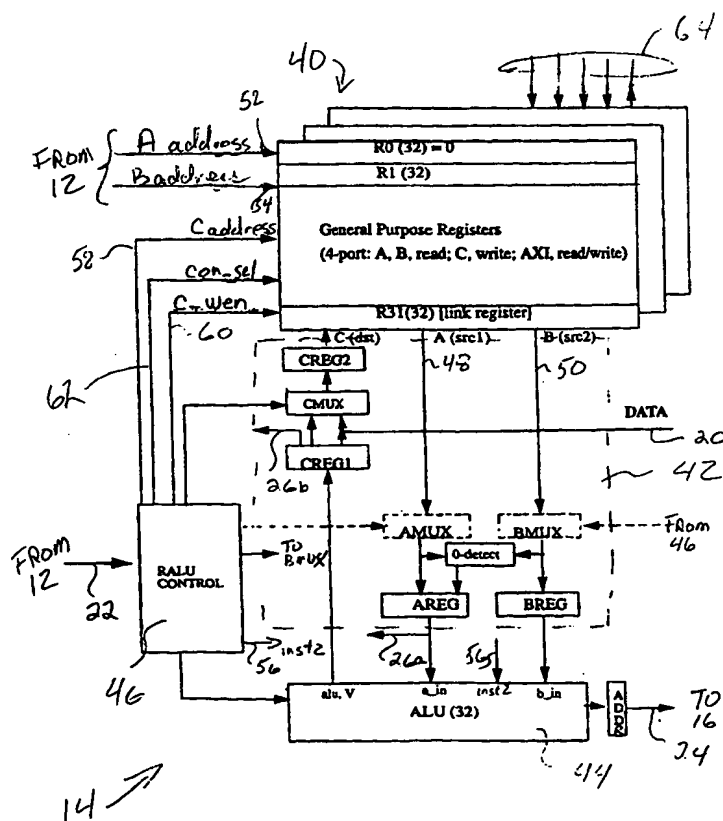 64
40
52
FROM
12
A address
R0 (32) = 0
B address
R1 (32)
54
C address
58
General Purpose Registers
(4-port: A, B, read; C, write; AXI, read/write)
con_sel
C_wen
60
R31(32) [link register]
62
C (dst)
A (src1)
B (src2)
CREG2
48
50
CMUX
DATA
20
26b
CREG1
42
AMUX
BMUX
FROM
46
FROM
12
22
RALU
CONTROL
TO
BMUX
0-detect
AREG
BREG
56
inst2
26a
56
46
alu, V
a_in
inst2
b_in
ALU (32)
ADDR
TO
16
34
44
14